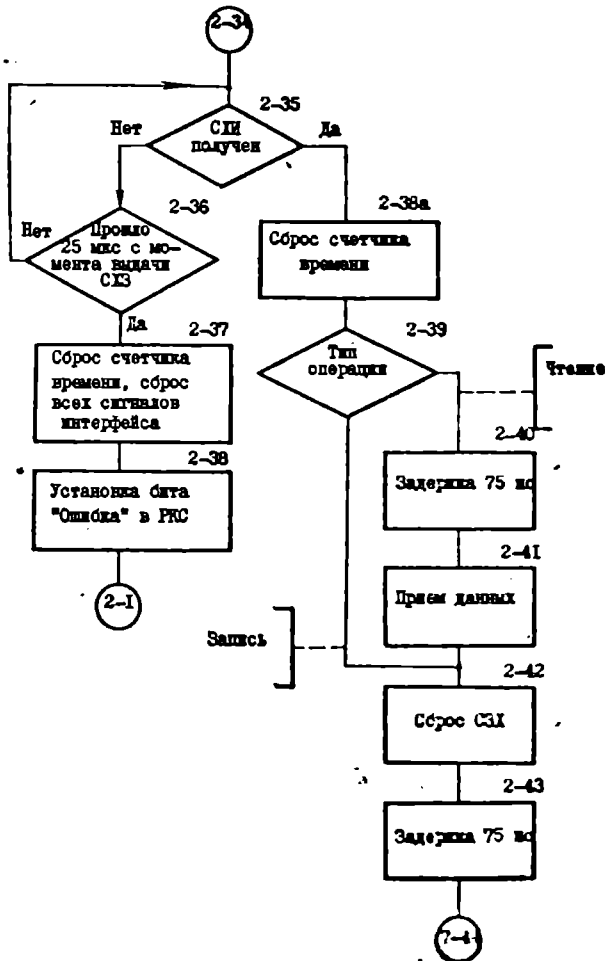 2-34
2-35
Нет
СХИ
получен
Да
2-36
Нет
Прошло
25 мкс с мо-
мента выдачи
СХЗ
Да
2-38а
Сброс счетчика
времени
2-37
Сброс счетчика
времени, сброс
всех сигналов
интерфейса
2-39
Тип
операции
Чтение
2-38
Установка бита
"Ошибка" в РКС
2-1
2-40
Задержка 75 нс
2-41
Прием данных
Запись
2-42
Сброс СЗХ
2-43
Задержка 75 нс